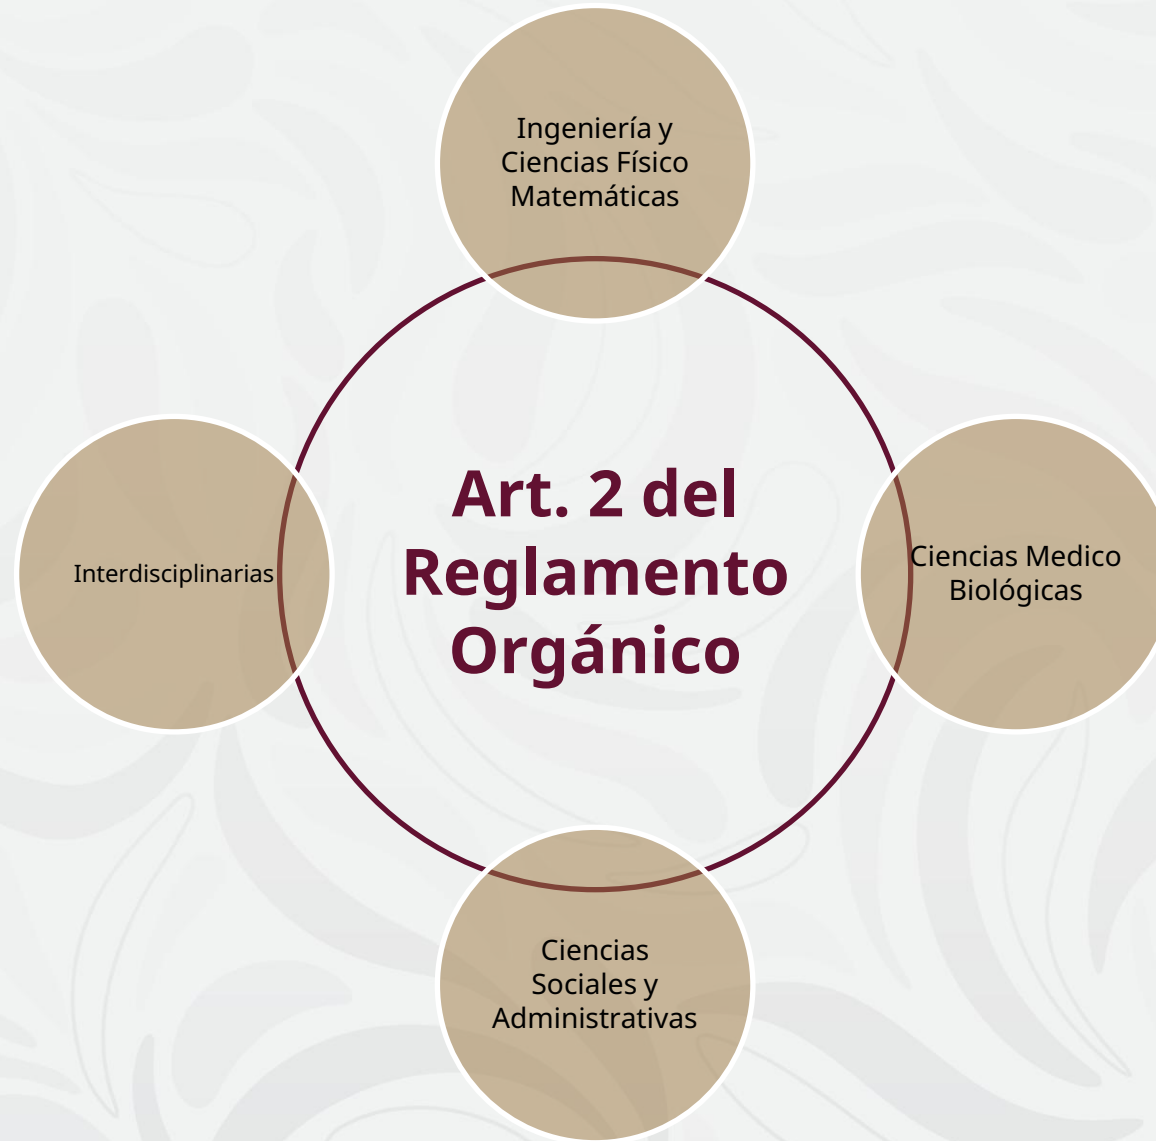 Ingeniería y
Ciencias Físico
Matemáticas
Art. 2 del
Reglamento
Orgánico
Interdisciplinarias
Ciencias Medico
Biológicas
Ciencias
Sociales y
Administrativas